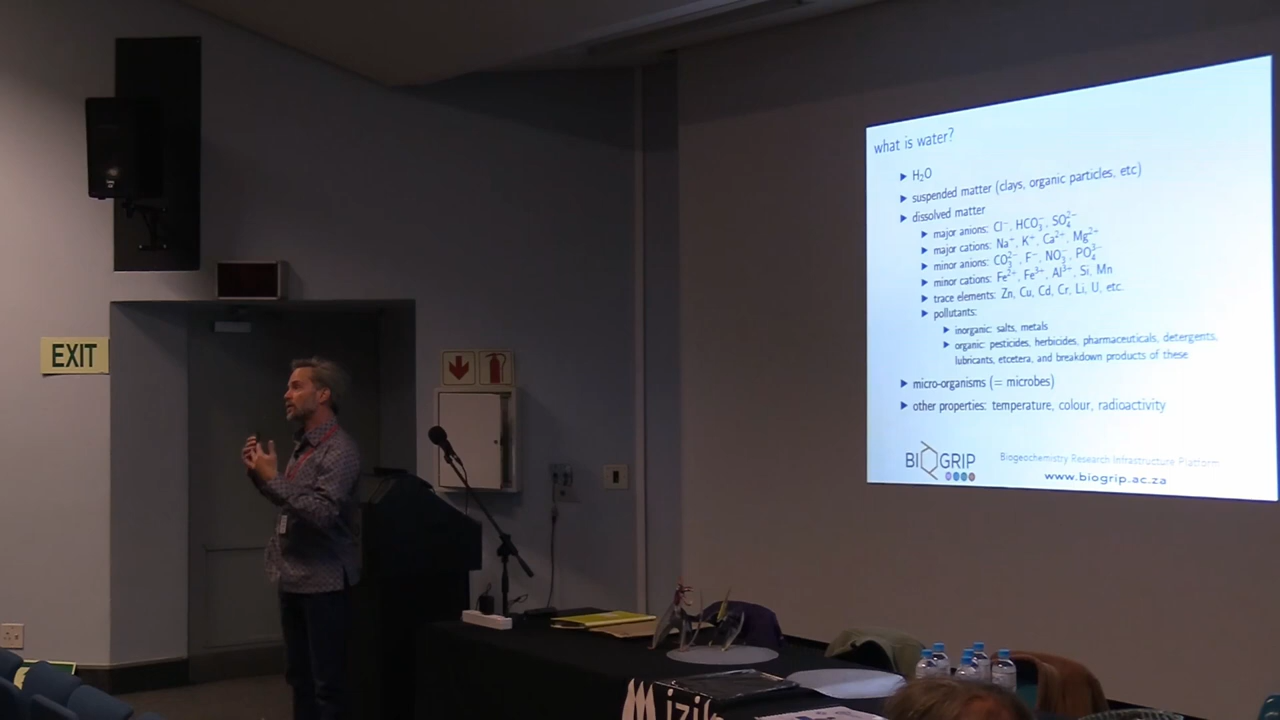 what is water?
▶ H₂O
▶ suspended matter (clays, organic particles, etc)
▶ dissolved matter
▶ major anions: Cl⁻, HCO₃⁻, SO₄²⁻
▶ major cations: Na⁺, K⁺, Ca²⁺, Mg²⁺
▶ minor anions: CO₃²⁻, F⁻, NO₃⁻, PO₄³⁻
▶ minor cations: Fe²⁺, Fe³⁺, Al³⁺, Si, Mn
▶ trace elements: Zn, Cu, Cd, Cr, Li, U, etc.
▶ pollutants:
▶ inorganic: salts, metals
▶ organic: pesticides, herbicides, pharmaceuticals, detergents,
lubricants, etcetera, and breakdown products of these
▶ micro-organisms (= microbes)
▶ other properties: temperature, colour, radioactivity
BIOGRIP
Biogeochemistry Research Infrastructure Platform
www.biogrip.ac.za
EXIT